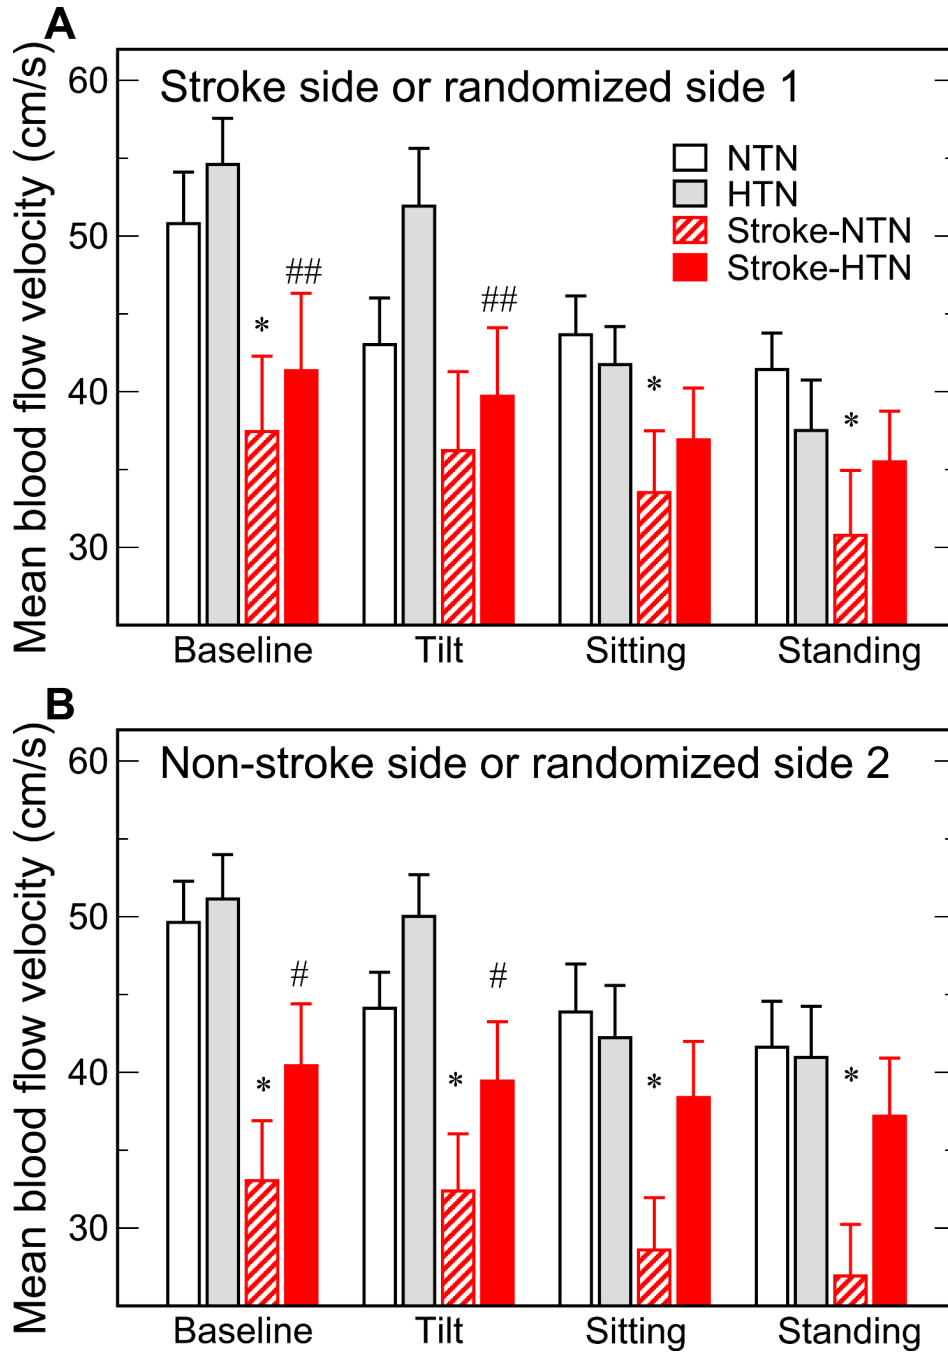 A
Mean blood flow velocity (cm/s)
Stroke side or randomized side 1
60
50
40
30
NTN
HTN
Stroke-NTN
Stroke-HTN
*
##
##
*
*
Baseline Tilt Sitting Standing
B
Mean blood flow velocity (cm/s)
Non-stroke side or randomized side 2
60
50
40
30
*
#
*
#
*
*
Baseline Tilt Sitting Standing